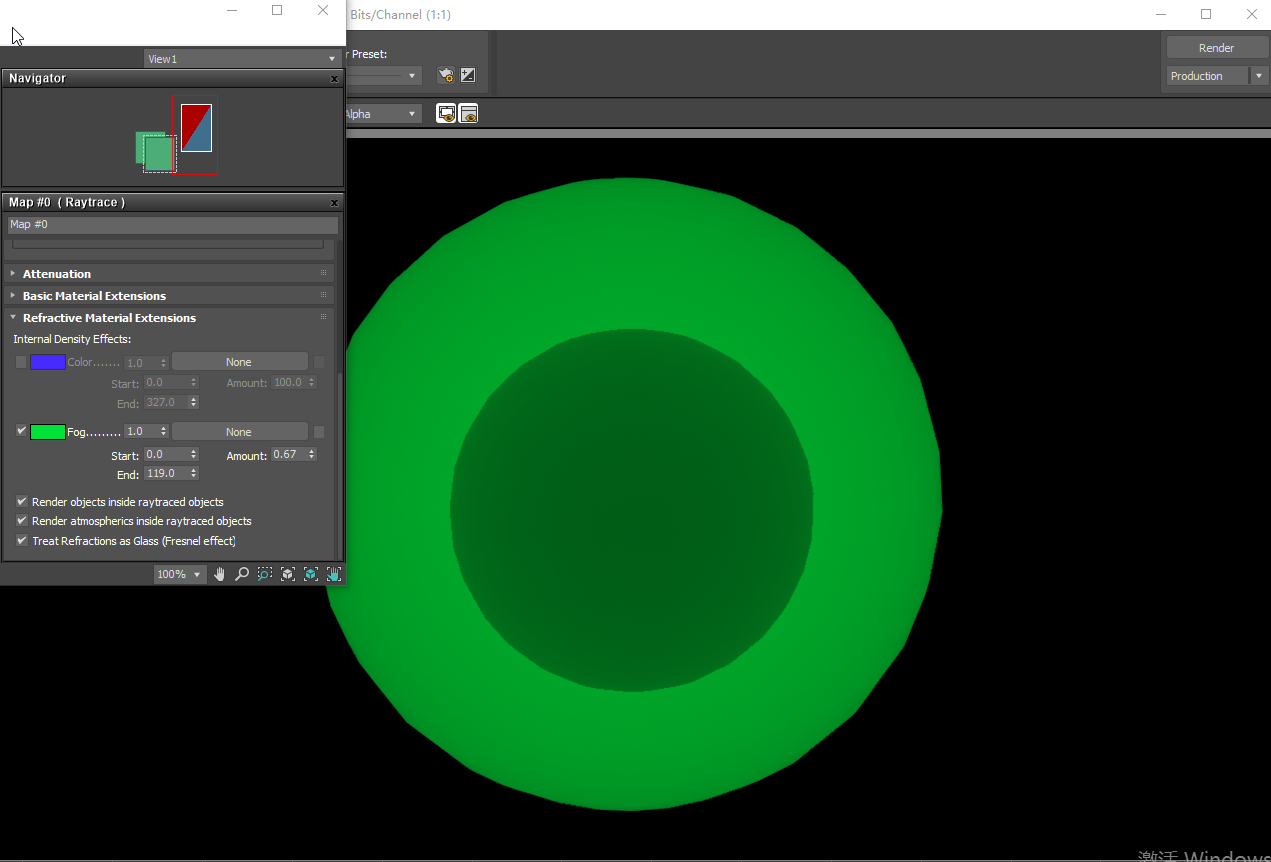 Bits/Channel (1:1)
View1
r Preset:
Render
Production
Navigator
Alpha
Map #0 ( Raytrace )
Map #0
Attenuation
Basic Material Extensions
Refractive Material Extensions
Internal Density Effects:
Color....... 1.0 None
Start: 0.0 Amount: 100.0
End: 327.0
Fog......... 1.0 None
Start: 0.0 Amount: 0.67
End: 119.0
Render objects inside raytraced objects
Render atmospherics inside raytraced objects
Treat Refractions as Glass (Fresnel effect)
100%
激活 Windows